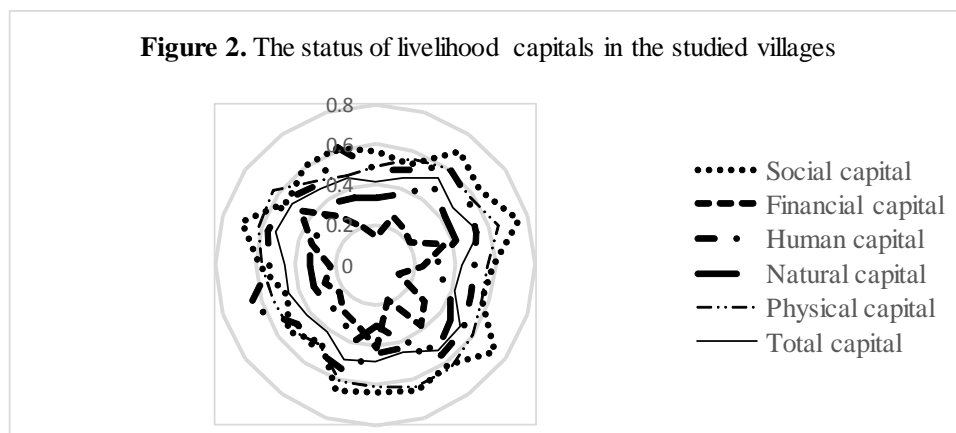 Figure 2. The status of livelihood capitals in the studied villages
0.8
0.6
0.4
0.2
0
Social capital
Financial capital
Human capital
Natural capital
Physical capital
Total capital